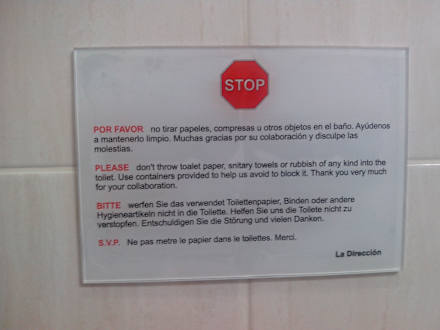 STOP
POR FAVOR no tirar papeles, compresas u otros objetos en el baño. Ayúdenos
a mantenerlo limpio. Muchas gracias por su colaboración y disculpe las
molestias.
PLEASE don't throw toalet paper, snitary towels or rubbish of any kind into the
toilet. Use containers provided to help us avoid to block it. Thank you very much
for your collaboration.
BITTE werfen Sie das verwendet Toilettenpapier, Binden oder andere
Hygieneartikeln nicht in die Toilette. Helfen Sie uns die Toilete nicht zu
verstopfen. Entschuldigen Sie die Störung und vielen Danken.
S.V.P. Ne pas metre le papier dans le toilettes. Merci.
La Dirección